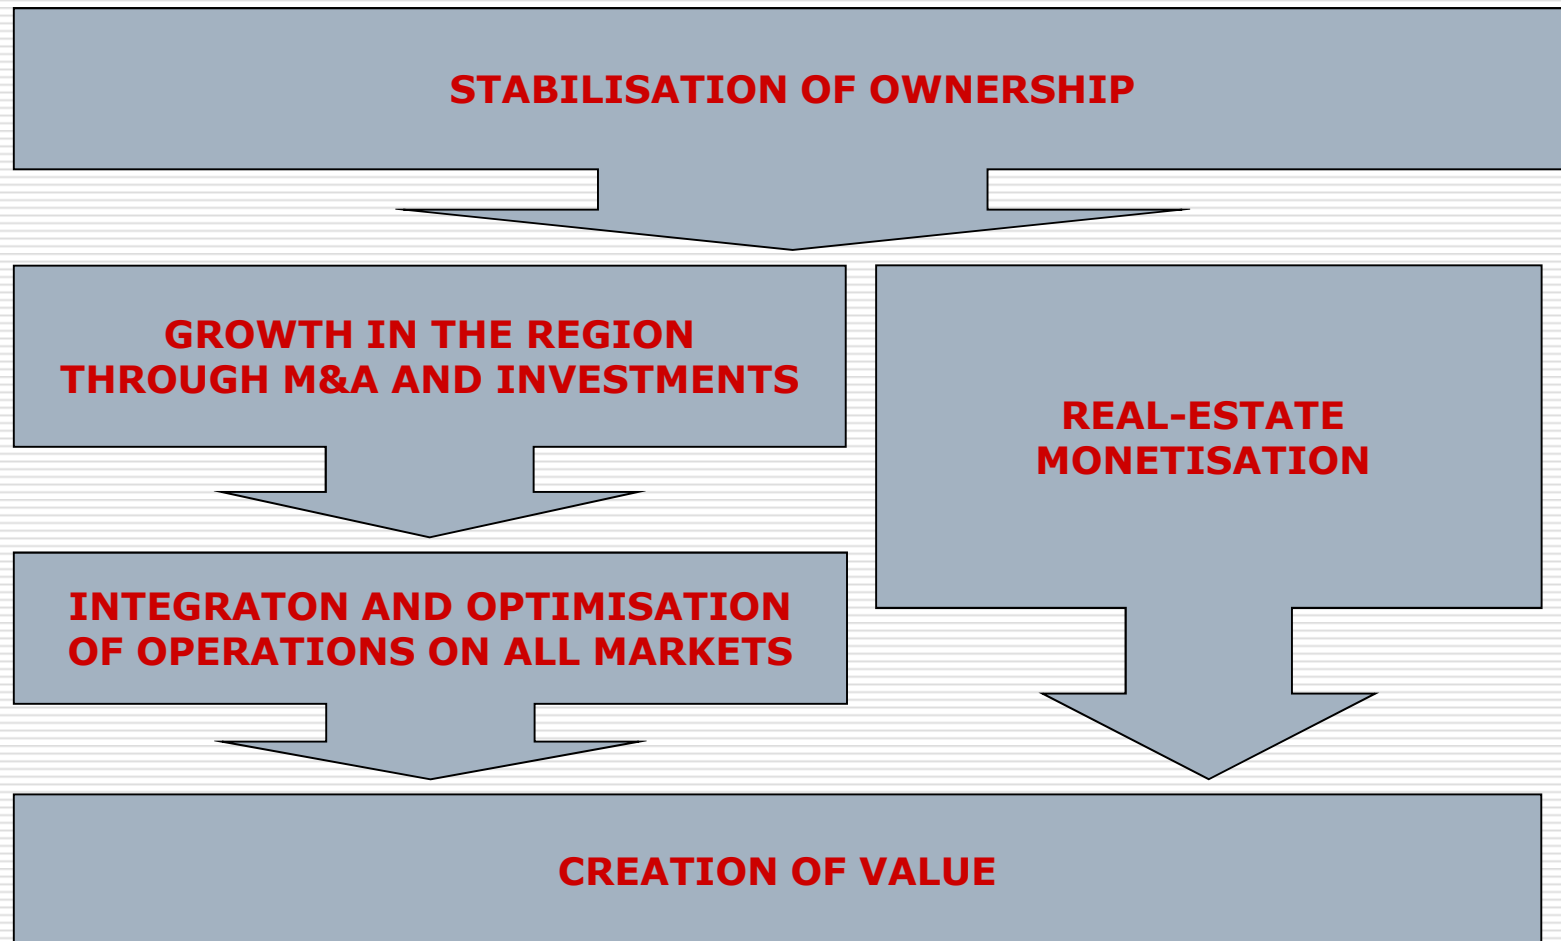 STABILISATION OF OWNERSHIP
GROWTH IN THE REGION
THROUGH M&A AND INVESTMENTS
REAL-ESTATE
MONETISATION
INTEGRATON AND OPTIMISATION
OF OPERATIONS ON ALL MARKETS
CREATION OF VALUE